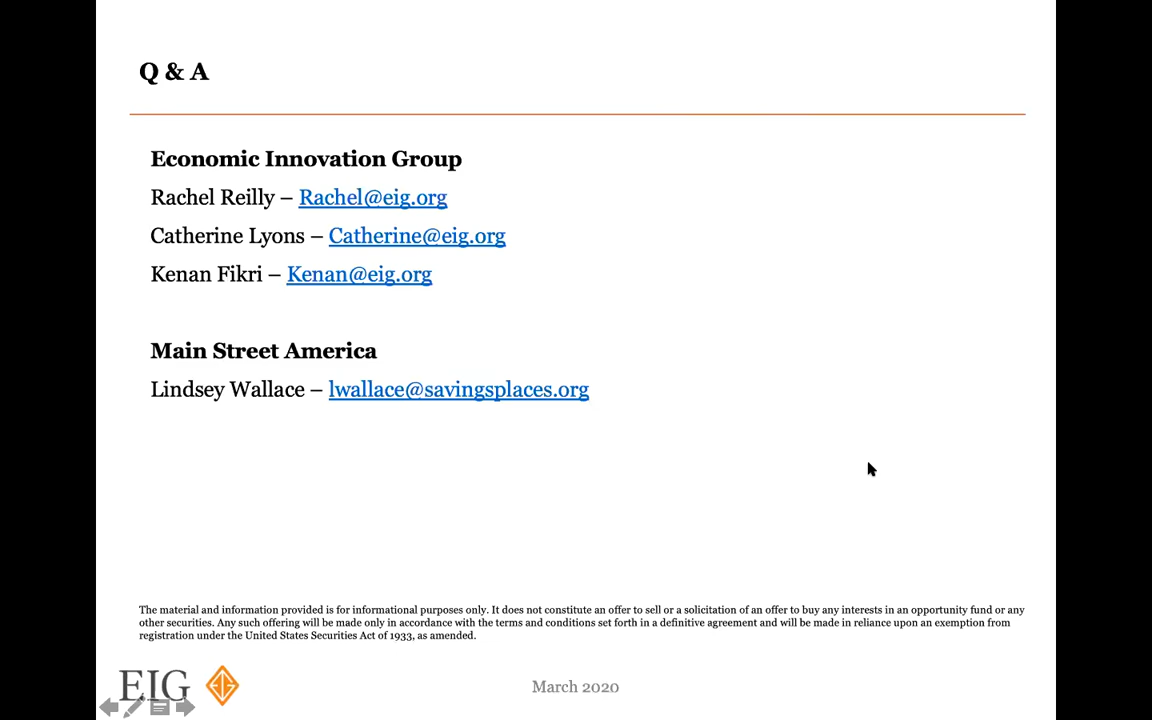 Q & A
Economic Innovation Group
Rachel Reilly – Rachel@eig.org
Catherine Lyons – Catherine@eig.org
Kenan Fikri – Kenan@eig.org
Main Street America
Lindsey Wallace – lwallace@savingsplaces.org
The material and information provided is for informational purposes only. It does not constitute an offer to sell or a solicitation of an offer to buy any interests in an opportunity fund or any
other securities. Any such offering will be made only in accordance with the terms and conditions set forth in a definitive agreement and will be made in reliance upon an exemption from
registration under the United States Securities Act of 1933, as amended.
EIG
March 2020